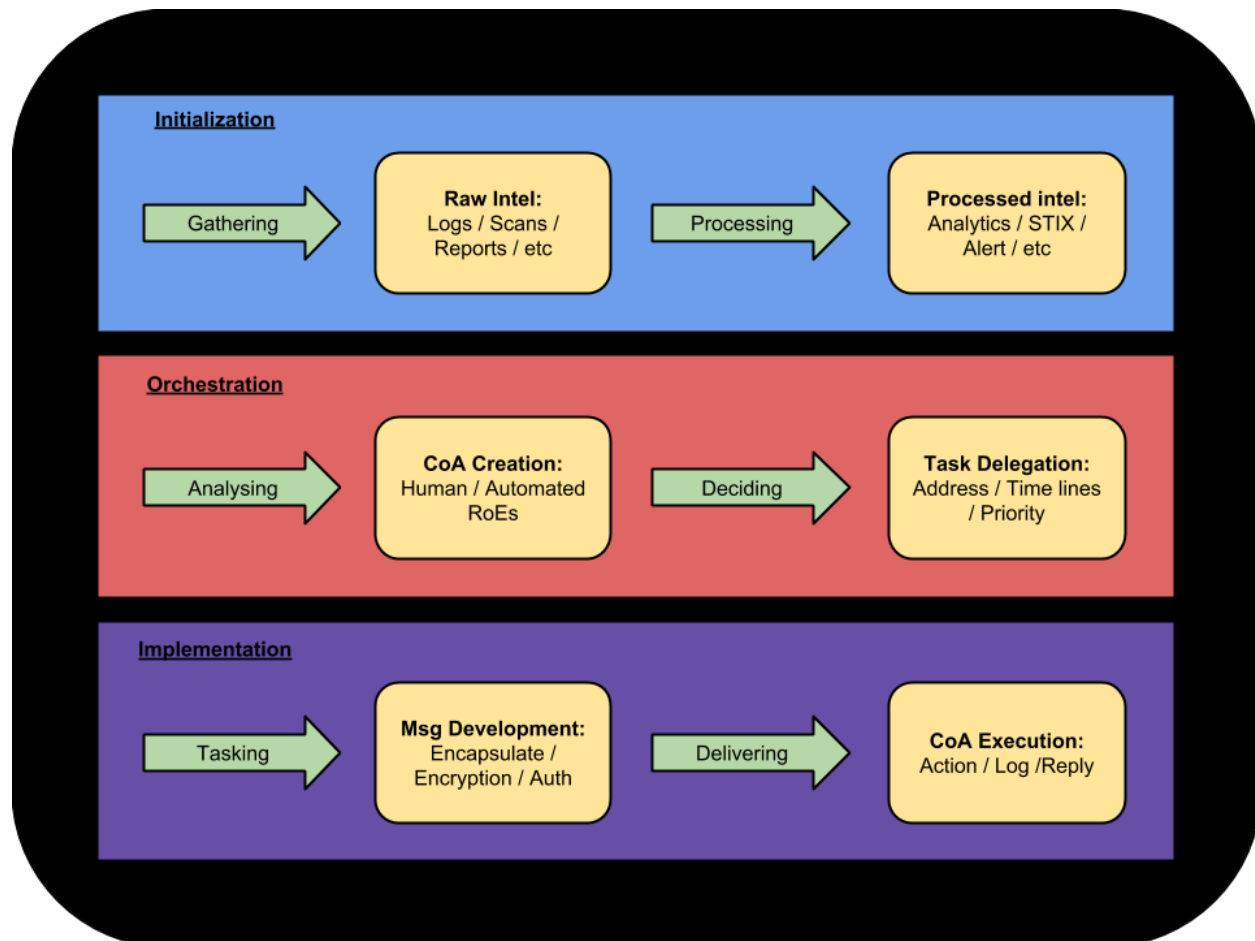 Initialization
Gathering
Raw Intel:
Logs / Scans /
Reports / etc
Processing
Processed intel:
Analytics / STIX /
Alert / etc
Orchestration
Analysing
CoA Creation:
Human / Automated
RoEs
Deciding
Task Delegation:
Address / Time lines
/ Priority
Implementation
Tasking
Msg Development:
Encapsulate /
Encryption / Auth
Delivering
CoA Execution:
Action / Log /Reply